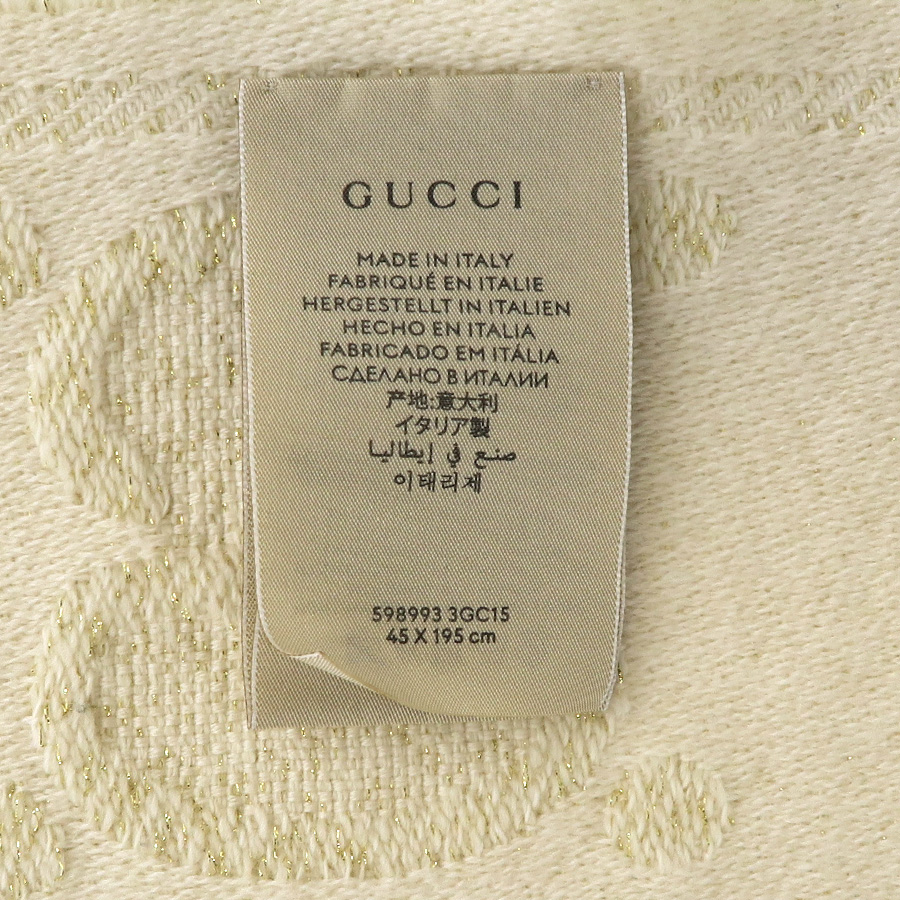 GUCCI
MADE IN ITALY
FABRIQUÉ EN ITALIE
HERGESTELLT IN ITALIEN
HECHO EN ITALIA
FABRICADO EM ITÁLIA
СДЕЛАНО В ИТАЛИИ
产地:意大利
イタリア製
صنع في إيطاليا
이태리제
598993 3GC15
45 X 195 cm